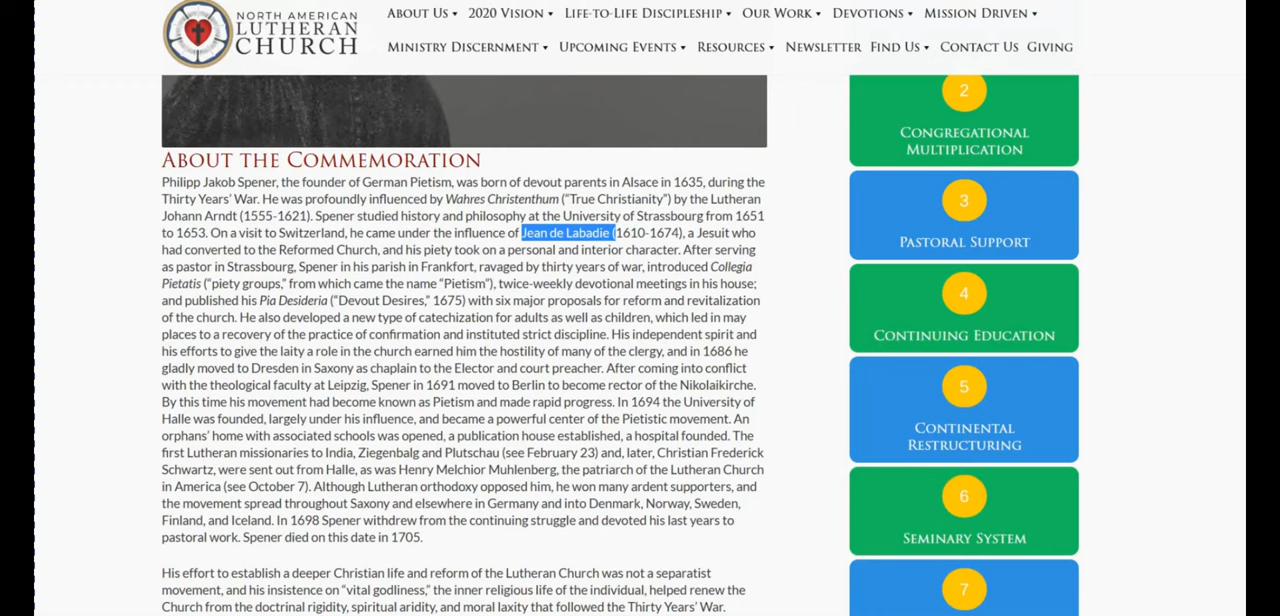 NORTH AMERICAN
LUTHERAN
CHURCH
ABOUT US
2020 VISION
LIFE-TO-LIFE DISCIPLESHIP
OUR WORK
DEVOTIONS
MISSION DRIVEN
MINISTRY DISCERNMENT
UPCOMING EVENTS
RESOURCES
NEWSLETTER
FIND US
CONTACT US
GIVING
ABOUT THE COMMEMORATION
Philipp Jakob Spener, the founder of German Pietism, was born of devout parents in Alsace in 1635, during the
Thirty Years’ War. He was profoundly influenced by Wahres Christenthum (“True Christianity”) by the Lutheran
Johann Arndt (1555-1621). Spener studied history and philosophy at the University of Strassbourg from 1651
to 1653. On a visit to Switzerland, he came under the influence of Jean de Labadie (1610-1674), a Jesuit who
had converted to the Reformed Church, and his piety took on a personal and interior character. After serving
as pastor in Strassbourg, Spener in his parish in Frankfort, ravaged by thirty years of war, introduced Collegia
Pietatis (“piety groups,” from which came the name “Pietism”), twice-weekly devotional meetings in his house;
and published his Pia Desideria (“Devout Desires,” 1675) with six major proposals for reform and revitalization
of the church. He also developed a new type of catechization for adults as well as children, which led in may
places to a recovery of the practice of confirmation and instituted strict discipline. His independent spirit and
his efforts to give the laity a role in the church earned him the hostility of many of the clergy, and in 1686 he
gladly moved to Dresden in Saxony as chaplain to the Elector and court preacher. After coming into conflict
with the theological faculty at Leipzig, Spener in 1691 moved to Berlin to become rector of the Nikolaikirche.
By this time his movement had become known as Pietism and made rapid progress. In 1694 the University of
Halle was founded, largely under his influence, and became a powerful center of the Pietistic movement. An
orphans’ home with associated schools was opened, a publication house established, a hospital founded. The
first Lutheran missionaries to India, Ziegenbalg and Plutschau (see February 23) and, later, Christian Frederick
Schwartz, were sent out from Halle, as was Henry Melchior Muhlenberg, the patriarch of the Lutheran Church
in America (see October 7). Although Lutheran orthodoxy opposed him, he won many ardent supporters, and
the movement spread throughout Saxony and elsewhere in Germany and into Denmark, Norway, Sweden,
Finland, and Iceland. In 1698 Spener withdrew from the continuing struggle and devoted his last years to
pastoral work. Spener died on this date in 1705.
His effort to establish a deeper Christian life and reform of the Lutheran Church was not a separatist
movement, and his insistence on “vital godliness,” the inner religious life of the individual, helped renew the
Church from the doctrinal rigidity, spiritual aridity, and moral laxity that followed the Thirty Years’ War.
2
CONGREGATIONAL
MULTIPLICATION
3
PASTORAL SUPPORT
4
CONTINUING EDUCATION
5
CONTINENTAL
RESTRUCTURING
6
SEMINARY SYSTEM
7